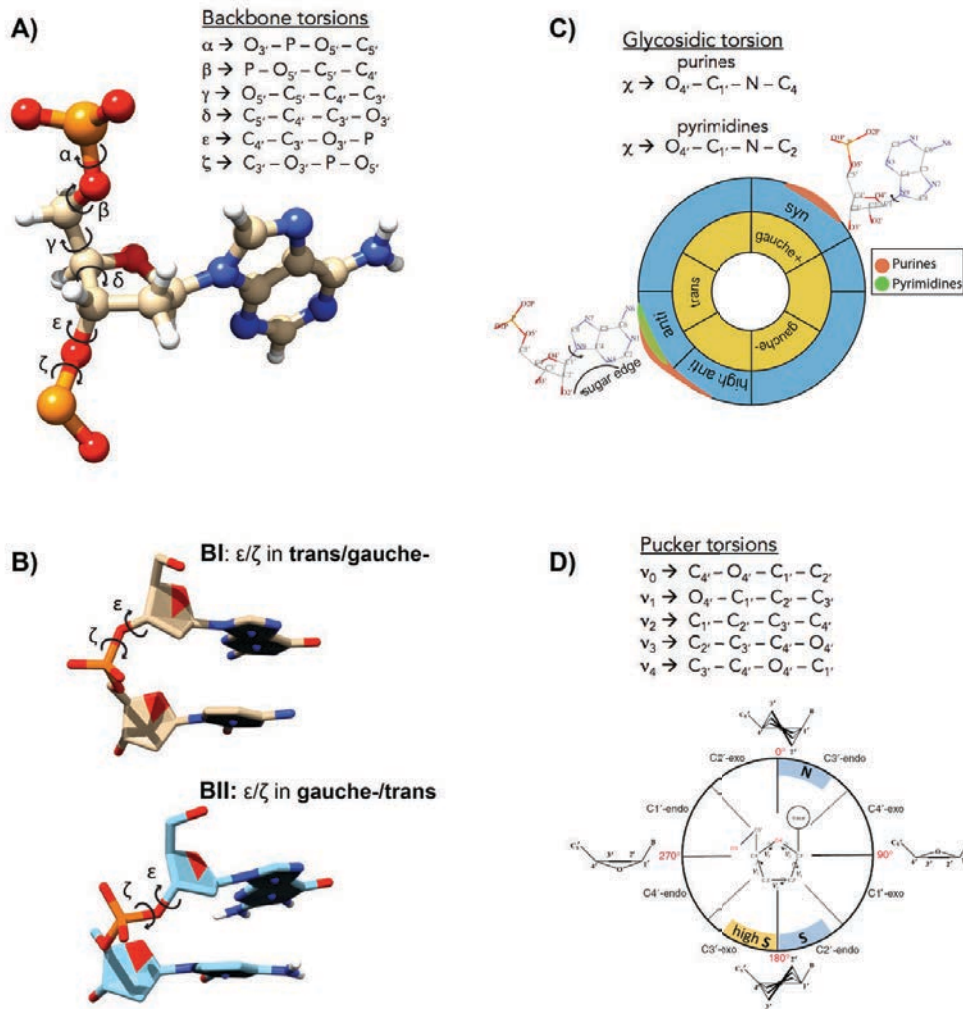 A)
Backbone torsions
α → O3′ – P – O5′ – C5′
β → P – O5′ – C5′ – C4′
γ → O5′ – C5′ – C4′ – C3′
δ → C5′ – C4′ – C3′ – O3′
ε → C4′ – C3′ – O3′ – P
ζ → C3′ – O3′ – P – O5′
α
β
γ
δ
ε
ζ
C)
Glycosidic torsion
purines
χ → O4′ – C1′ – N – C4
pyrimidines
χ → O4′ – C1′ – N – C2
syn
gauche+
trans
anti
gauche-
high anti
sugar edge
Purines
Pyrimidines
B)
BI: ε/ζ in trans/gauche-
ε
ζ
BII: ε/ζ in gauche-/trans
ζ
ε
D)
Pucker torsions
ν0 → C4′ – O4′ – C1′ – C2′
ν1 → O4′ – C1′ – C2′ – C3′
ν2 → C1′ – C2′ – C3′ – C4′
ν3 → C2′ – C3′ – C4′ – O4′
ν4 → C3′ – C4′ – O4′ – C1′
0°
C2′-exo
C3′-endo
N
C1′-endo
C4′-exo
270°
90°
C4′-endo
C1′-exo
high S
S
C3′-exo
C2′-endo
180°